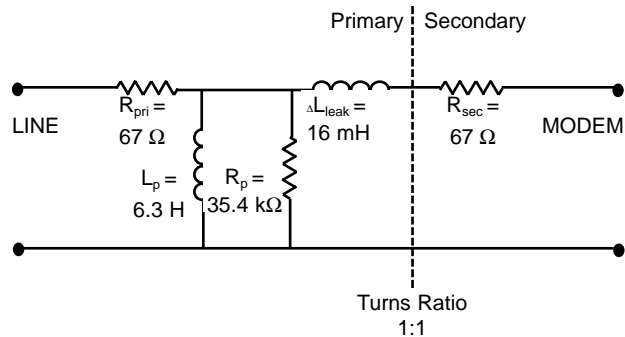 Primary Secondary
LINE
R_pri =
67 Ω
L_p =
6.3 H
R_p =
35.4 kΩ
ΔL_leak =
16 mH
R_sec =
67 Ω
MODEM
Turns Ratio
1:1